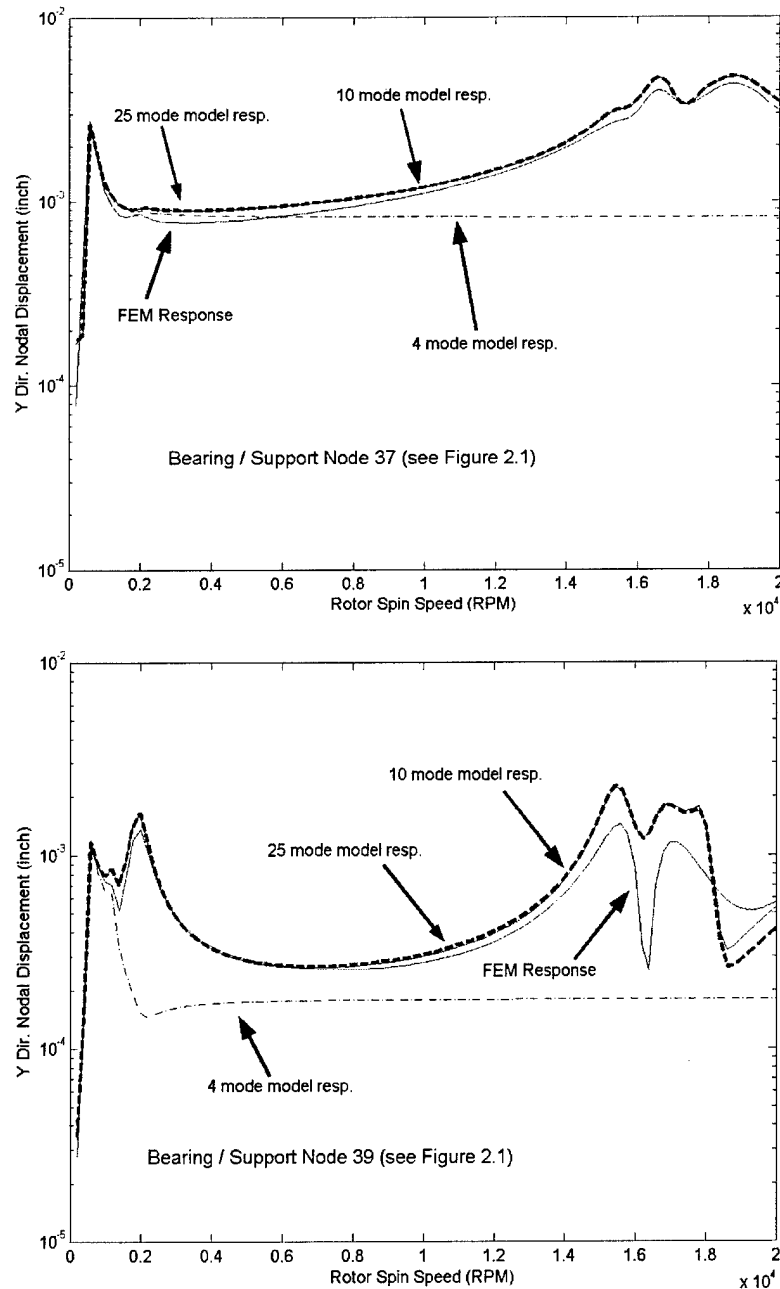 10⁻²
10 mode model resp.
25 mode model resp.
10⁻³
FEM Response
4 mode model resp.
10⁻⁴
Y Dir. Nodal Displacement (inch)
Bearing / Support Node 37 (see Figure 2.1)
10⁻⁵
0 0.2 0.4 0.6 0.8 1 1.2 1.4 1.6 1.8 2
Rotor Spin Speed (RPM)
x 10⁴
10⁻²
10 mode model resp.
25 mode model resp.
10⁻³
FEM Response
10⁻⁴
4 mode model resp.
Y Dir. Nodal Displacement (inch)
Bearing / Support Node 39 (see Figure 2.1)
10⁻⁵
0 0.2 0.4 0.6 0.8 1 1.2 1.4 1.6 1.8 2
Rotor Spin Speed (RPM)
x 10⁴